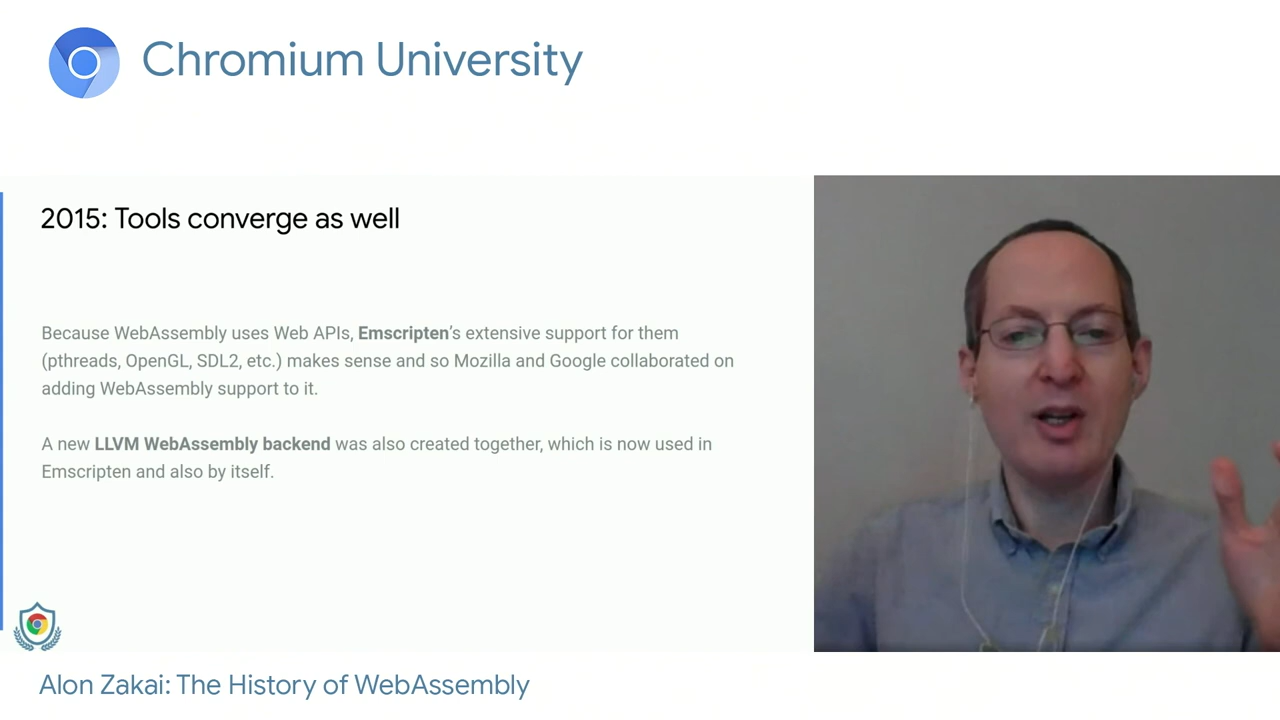 Chromium University
2015: Tools converge as well
Because WebAssembly uses Web APIs, Emscripten's extensive support for them
(pthreads, OpenGL, SDL2, etc.) makes sense and so Mozilla and Google collaborated on
adding WebAssembly support to it.
A new LLVM WebAssembly backend was also created together, which is now used in
Emscripten and also by itself.
Alon Zakai: The History of WebAssembly